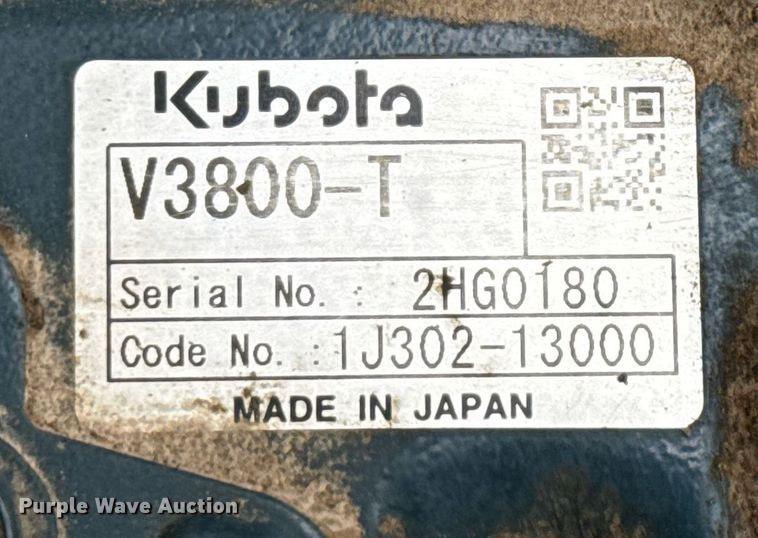 Kubota
V3800-T
Serial No. : 2HG0180
Code No. : 1J302-13000
MADE IN JAPAN
Purple Wave Auction